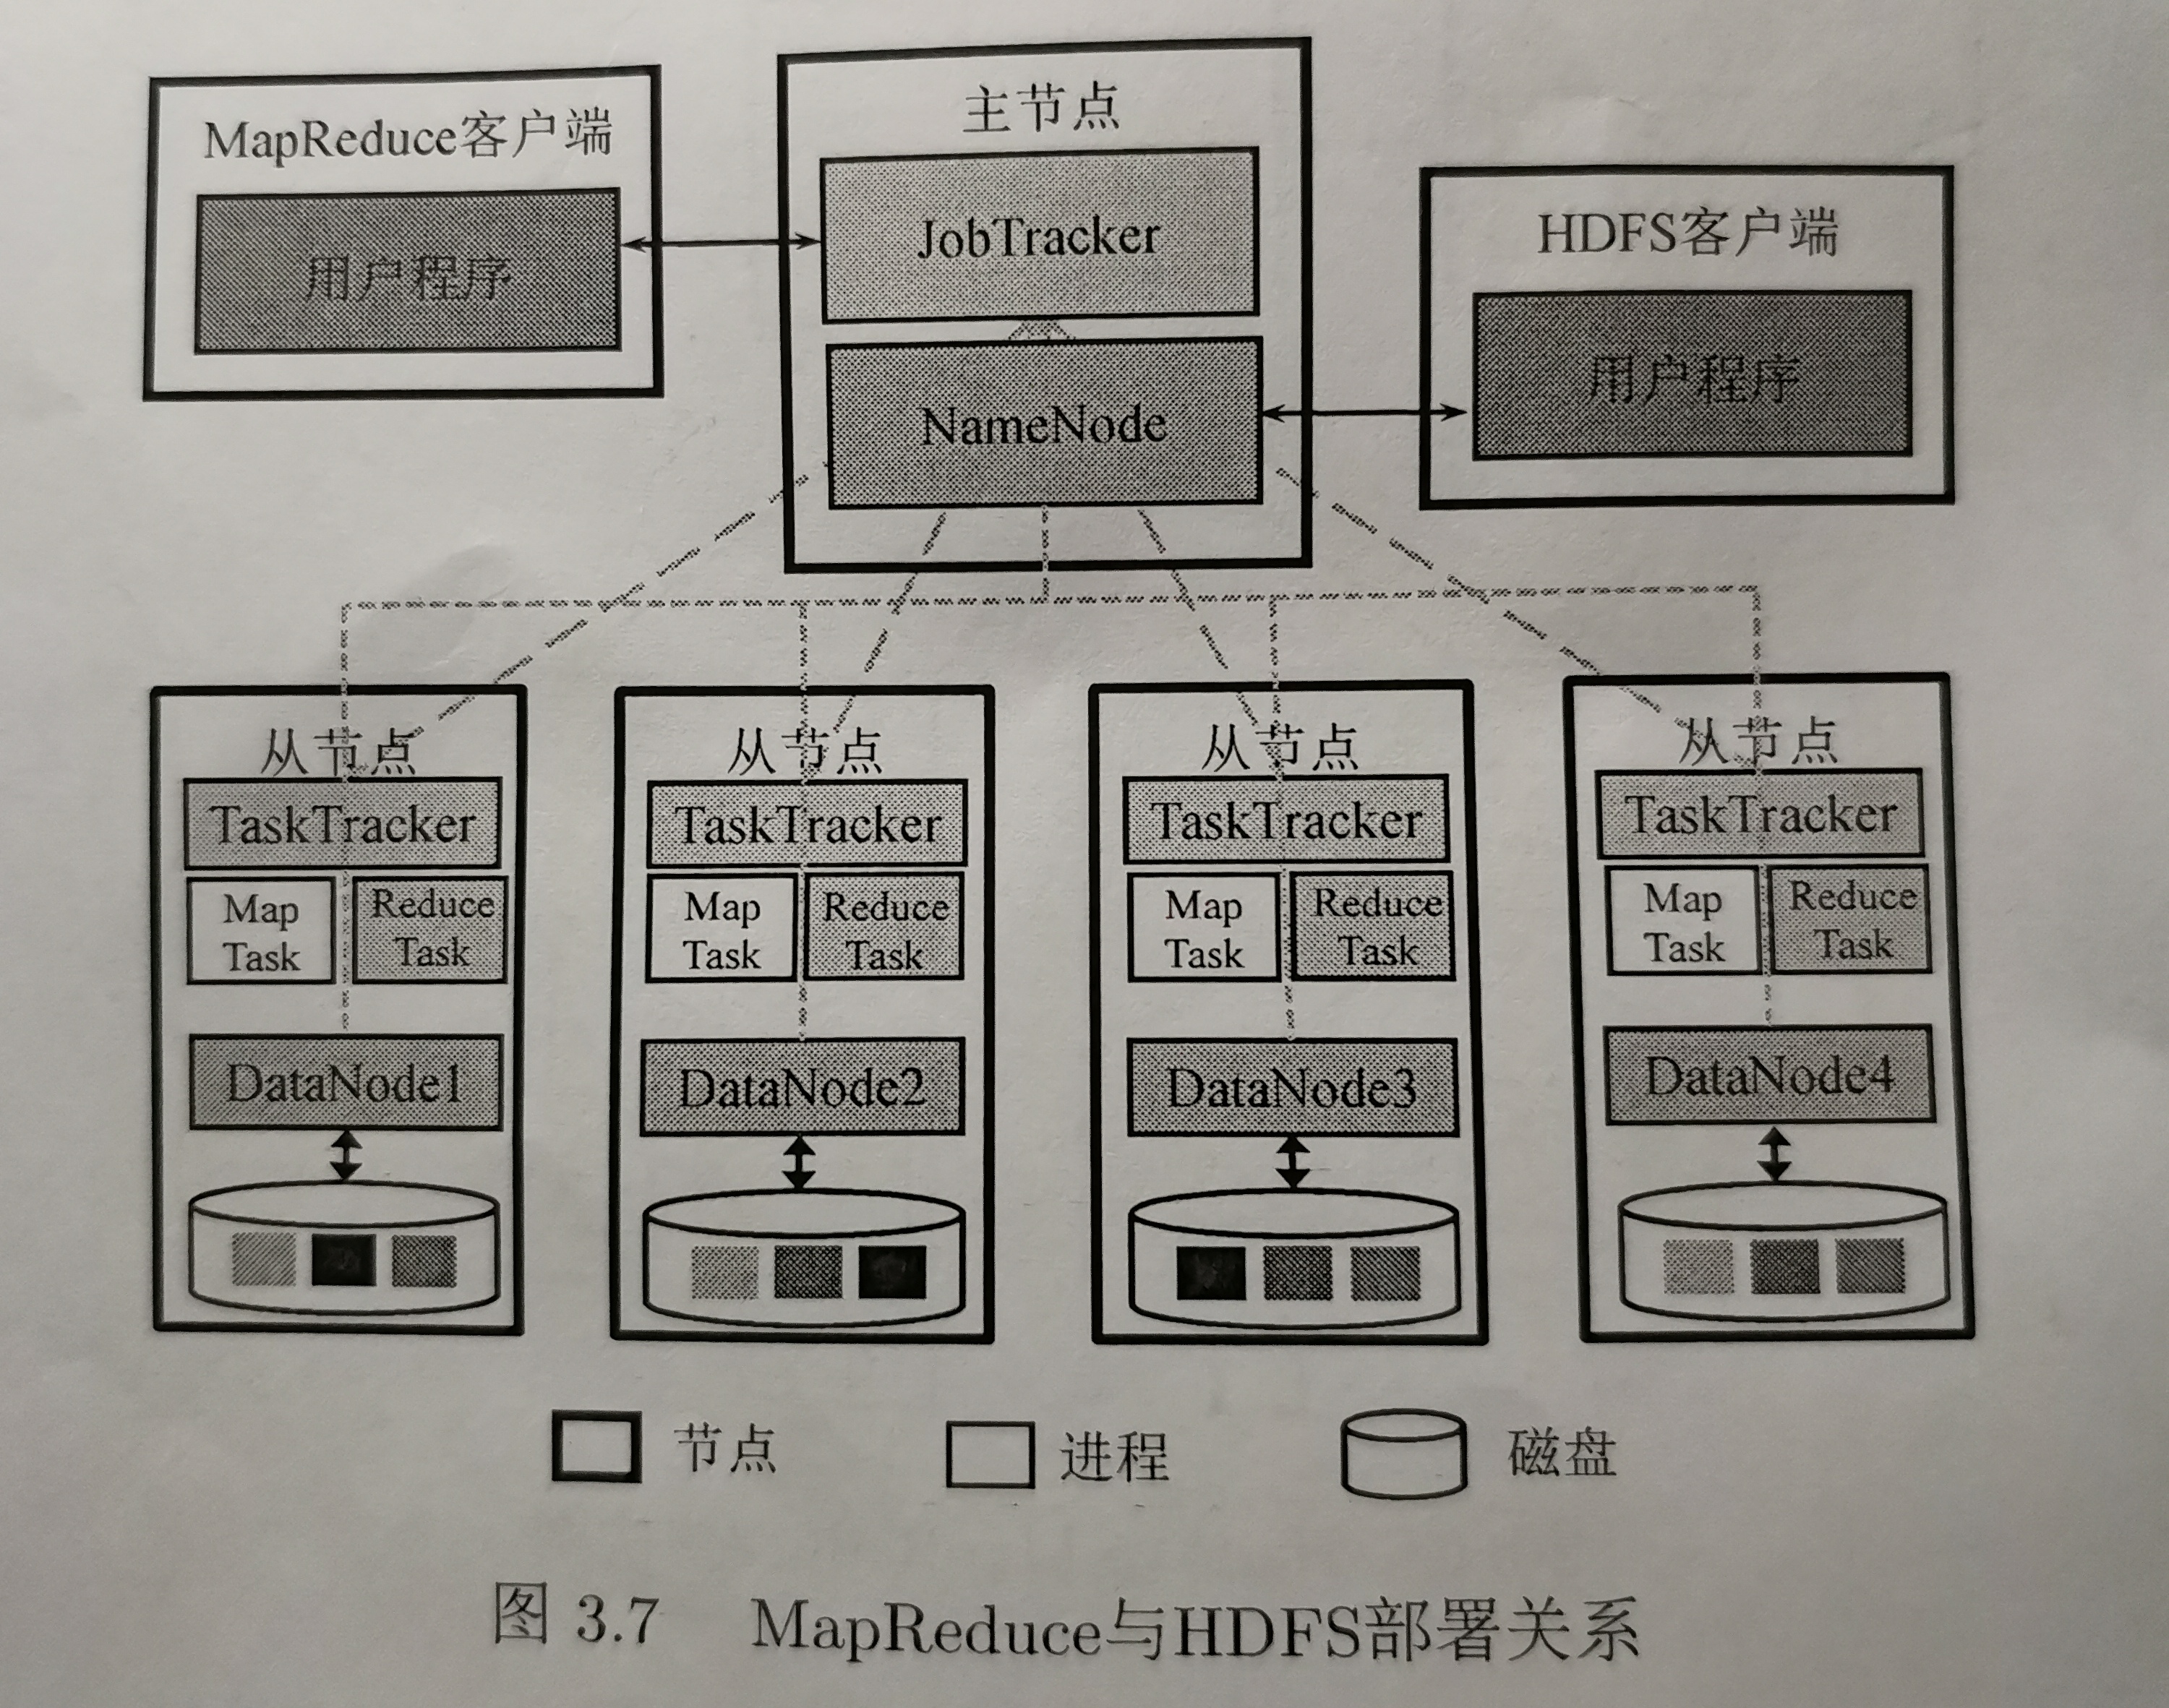 主节点
MapReduce客户端
JobTracker
HDFS客户端
用户程序
用户程序
NameNode
从节点
TaskTracker
Map
Task
Reduce
Task
DataNode1
从节点
TaskTracker
Map
Task
Reduce
Task
DataNode2
从节点
TaskTracker
Map
Task
Reduce
Task
DataNode3
从节点
TaskTracker
Map
Task
Reduce
Task
DataNode4
节点 进程 磁盘
图 3.7 MapReduce与HDFS部署关系